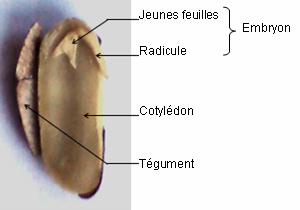 Jeunes feuilles
Embryon
Radicule
Cotylédon
Tégument